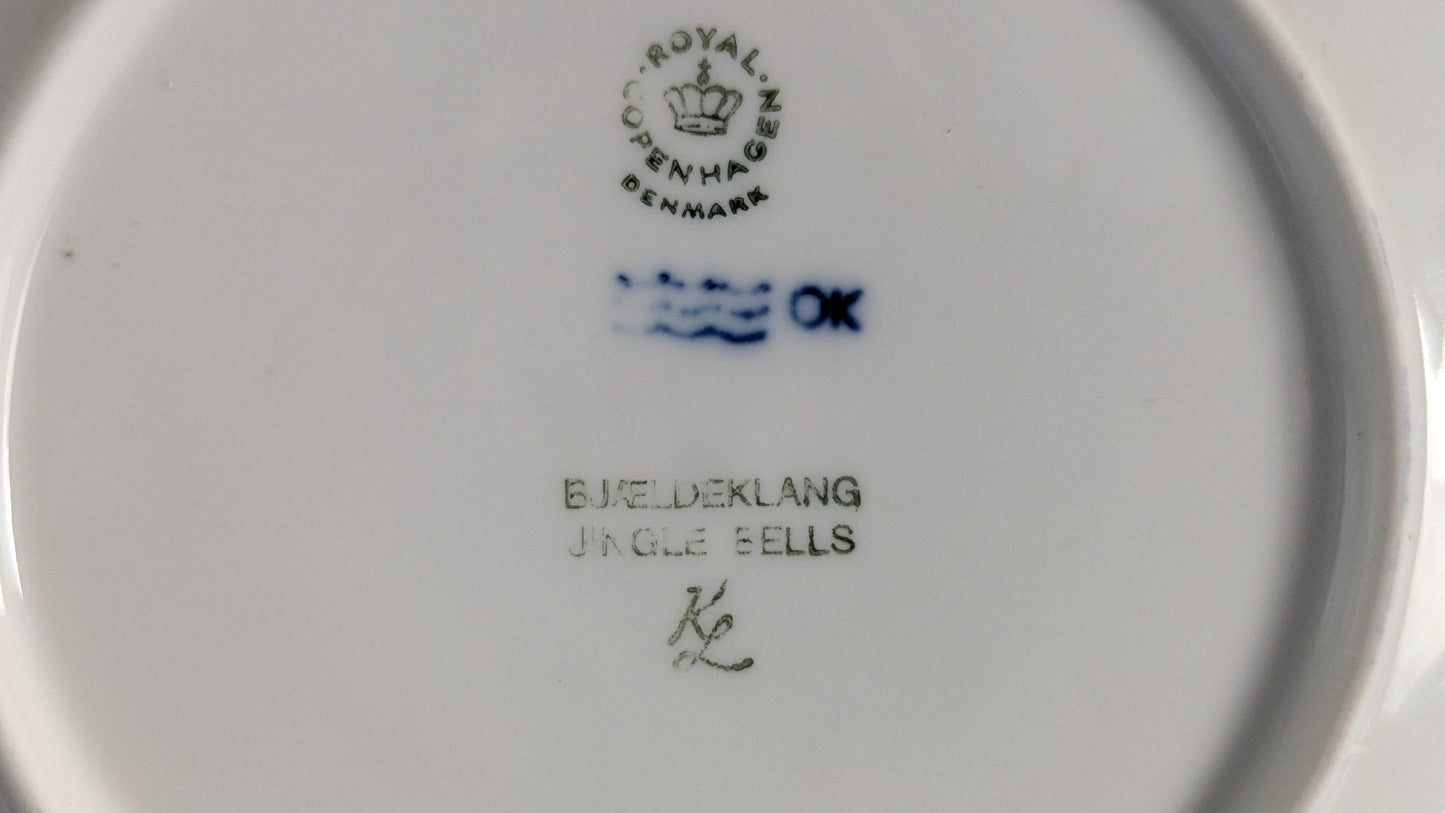 ROYAL
COPENHAGEN
DENMARK
OK
BJÆLDEKLANG
JINGLE BELLS
KL